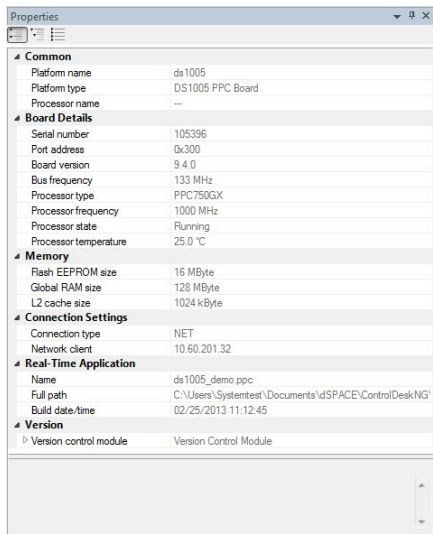 Properties
Common
Platform name ds1005
Platform type DS1005 PPC Board
Processor name ---
Board Details
Serial number 105396
Port address 0x300
Board version 9.4.0
Bus frequency 133 MHz
Processor type PPC750GX
Processor frequency 1000 MHz
Processor state Running
Processor temperature 25.0 °C
Memory
Flash EEPROM size 16 MByte
Global RAM size 128 MByte
L2 cache size 1024 kByte
Connection Settings
Connection type NET
Network client 10.60.201.32
Real-Time Application
Name ds1005_demo.ppc
Full path C:\Users\Systemtest\Documents\dSPACE\ControlDeskNG\
Build date/time 02/25/2013 11:12:45
Version
Version control module Version Control Module